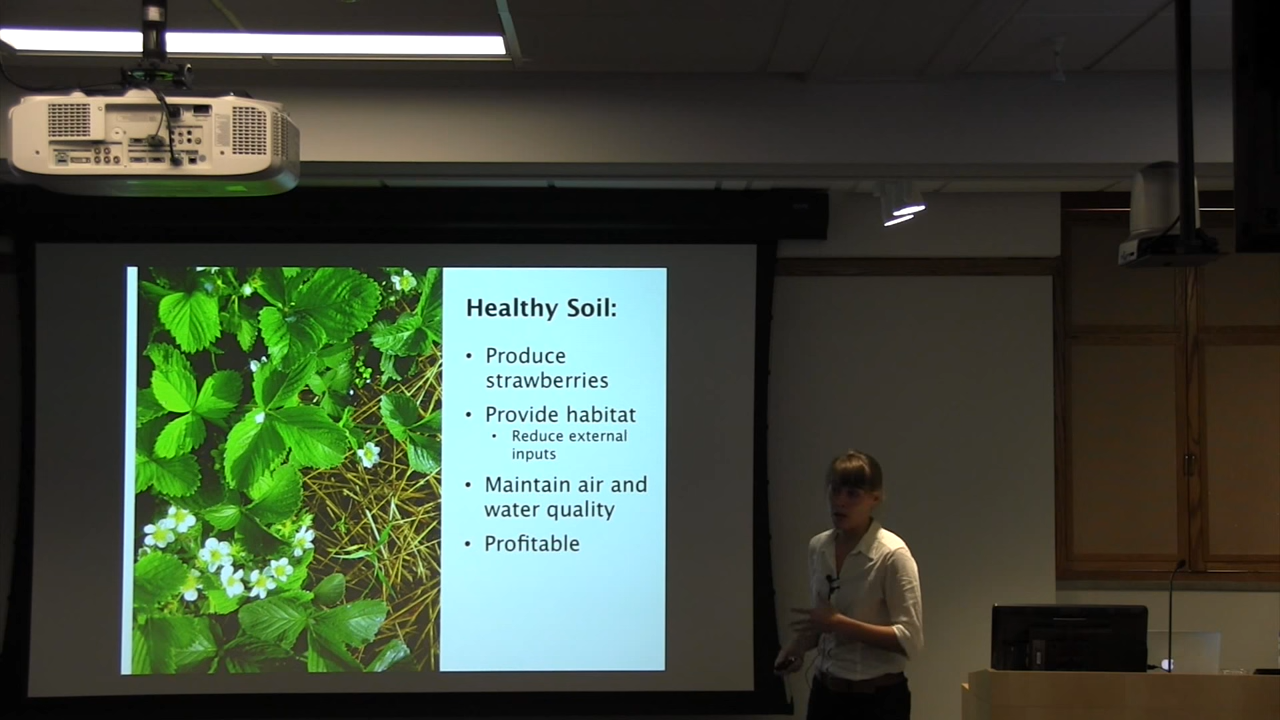 Healthy Soil:
• Produce
strawberries
• Provide habitat
• Reduce external
inputs
• Maintain air and
water quality
• Profitable